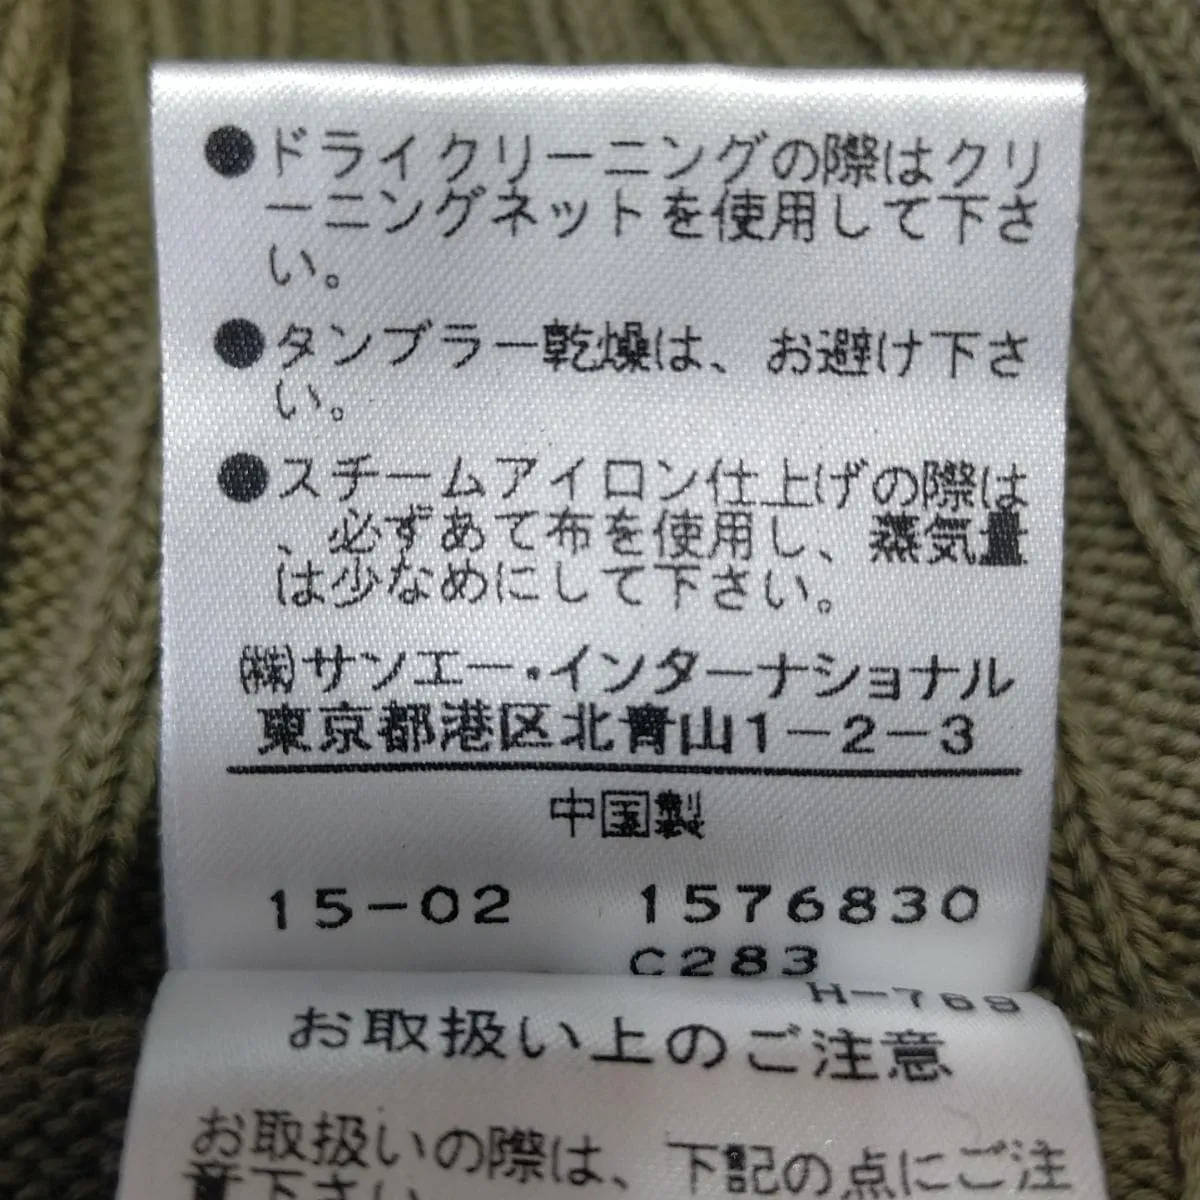 ●ドライクリーニングの際はクリ
ーニングネットを使用して下さ
い。
●タンブラー乾燥は、お避け下さ
い。
●スチームアイロン仕上げの際は
、必ずあて布を使用し、蒸気量
は少なめにして下さい。
㈱サンエー・インターナショナル
東京都港区北青山1-2-3
中国製
15-02 1576830
C283
H-769
お取扱い上のご注意
お取扱いの際は、下記の点にご注
意下さい